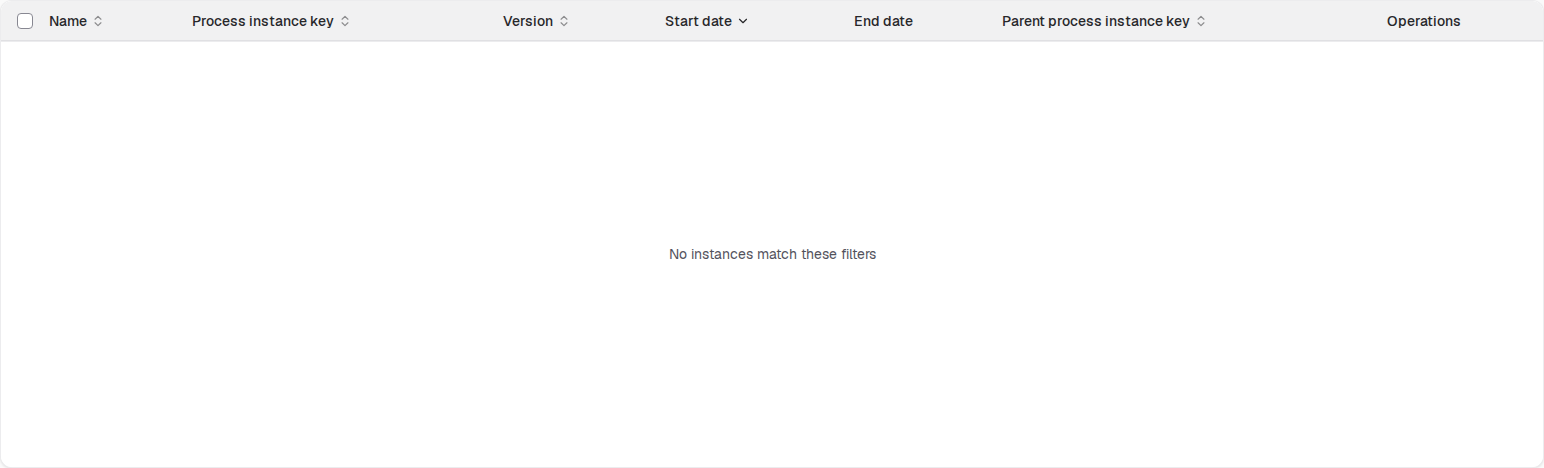 Name Process instance key Version Start date End date Parent process instance key Operations
No instances match these filters